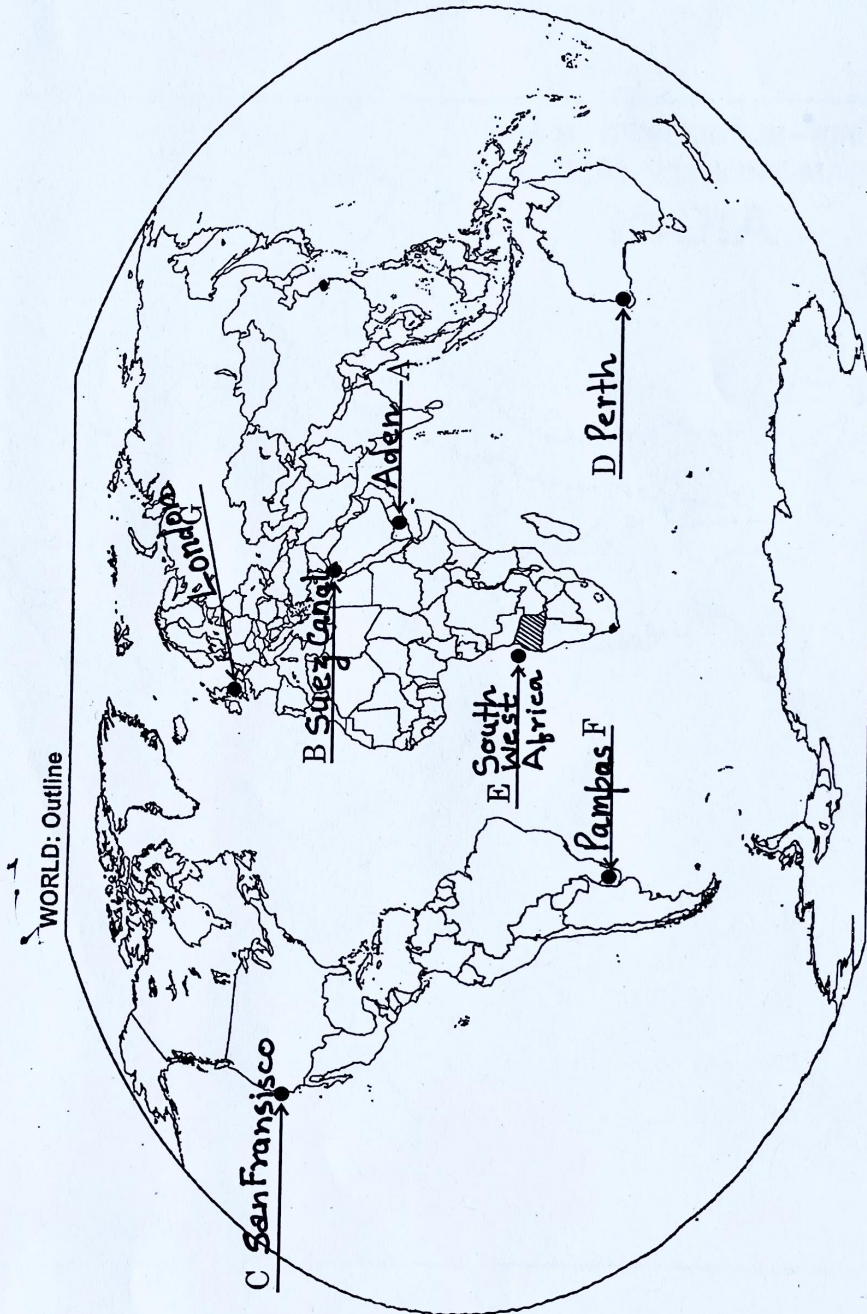 WORLD: Outline
London
G
Aden A
B Suez Canal
C San Fransisco
D Perth
E South
West
Africa
Pampas F